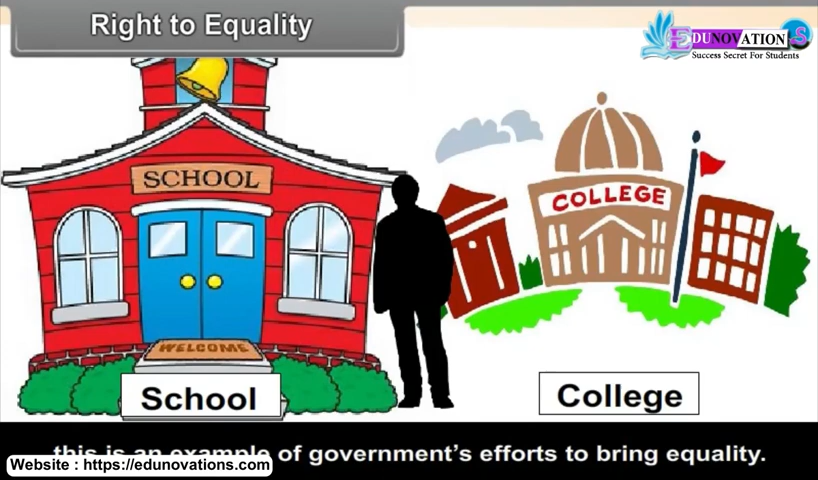 Right to Equality
EDUNOVATIONS
Success Secret For Students
SCHOOL
COLLEGE
WELCOME
School
College
this is an example of government's efforts to bring equality.
Website : https://edunovations.com